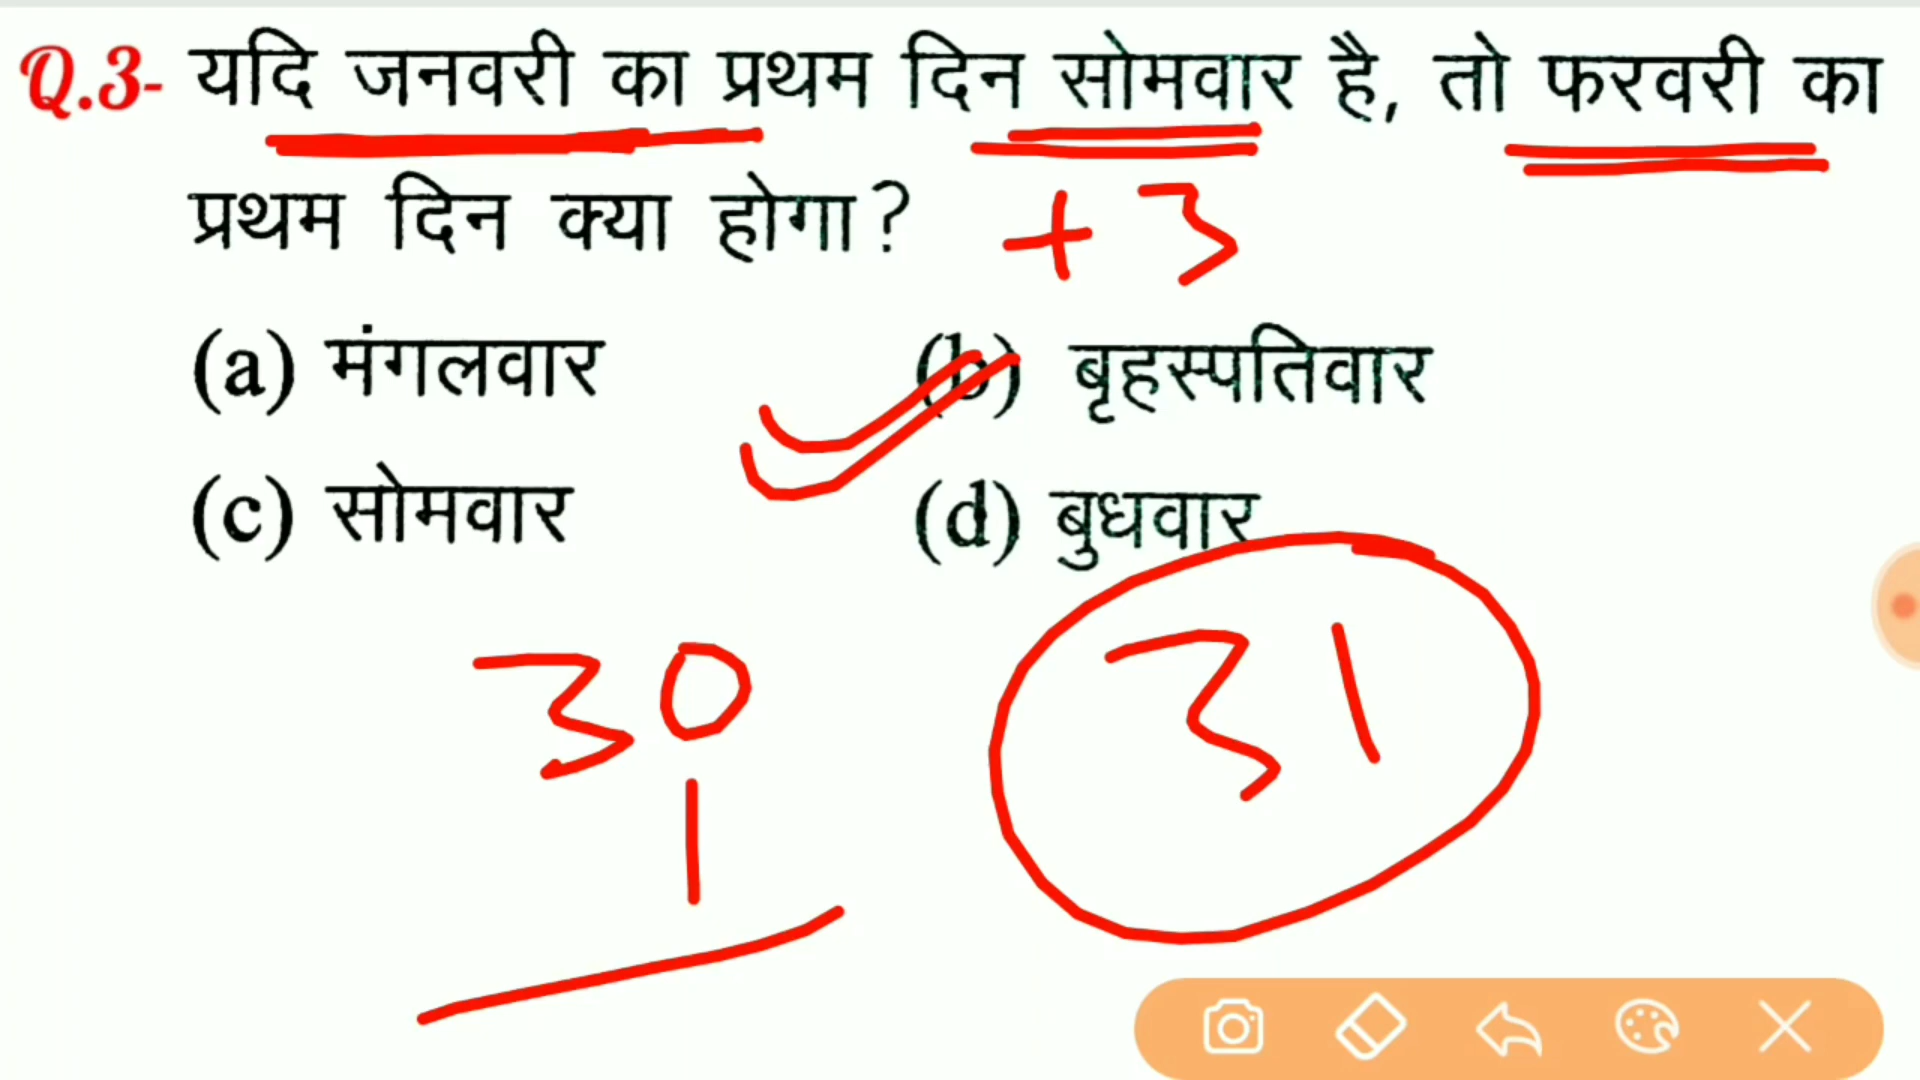 Q.3- यदि जनवरी का प्रथम दिन सोमवार है, तो फरवरी का
प्रथम दिन क्या होगा? +3
(a) मंगलवार (b) बृहस्पतिवार
(c) सोमवार (d) बुधवार
30 31
1